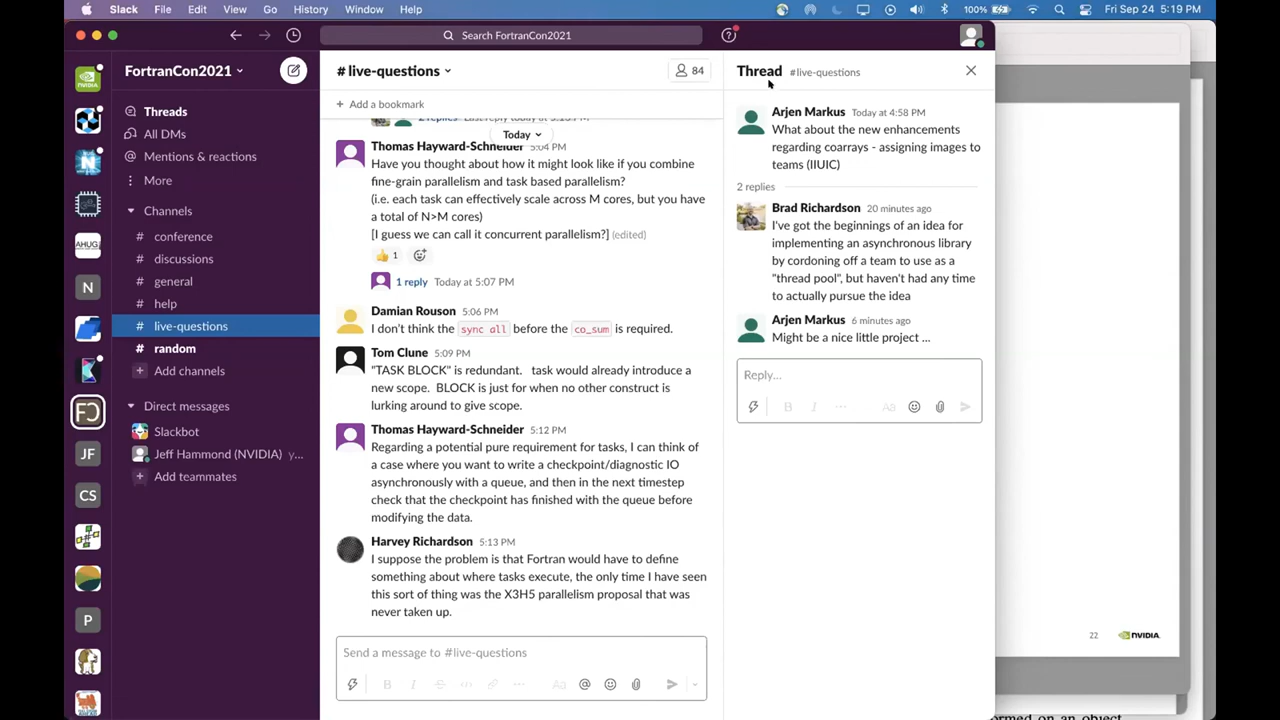 Slack File Edit View Go History Window Help 100% Fri Sep 24 5:19 PM
Search FortranCon2021
FortranCon2021
Threads
All DMs
Mentions & reactions
More
Channels
# conference
# discussions
# general
# help
# live-questions
# random
Add channels
Direct messages
Slackbot
Jeff Hammond (NVIDIA) y…
Add teammates
N
JF
CS
P
# live-questions
84
Add a bookmark
Today
Thomas Hayward-Schneider 5:04 PM
Have you thought about how it might look like if you combine
fine-grain parallelism and task based parallelism?
(i.e. each task can effectively scale across M cores, but you have
a total of N>M cores)
[I guess we can call it concurrent parallelism?] (edited)
1
1 reply Today at 5:07 PM
Damian Rouson 5:06 PM
I don't think the sync all before the co_sum is required.
Tom Clune 5:09 PM
"TASK BLOCK" is redundant. task would already introduce a
new scope. BLOCK is just for when no other construct is
lurking around to give scope.
Thomas Hayward-Schneider 5:12 PM
Regarding a potential pure requirement for tasks, I can think of
a case where you want to write a checkpoint/diagnostic IO
asynchronously with a queue, and then in the next timestep
check that the checkpoint has finished with the queue before
modifying the data.
Harvey Richardson 5:13 PM
I suppose the problem is that Fortran would have to define
something about where tasks execute, the only time I have seen
this sort of thing was the X3H5 parallelism proposal that was
never taken up.
Send a message to #live-questions
Thread #live-questions
Arjen Markus Today at 4:58 PM
What about the new enhancements
regarding coarrays - assigning images to
teams (IIUIC)
2 replies
Brad Richardson 20 minutes ago
I've got the beginnings of an idea for
implementing an asynchronous library
by cordoning off a team to use as a
"thread pool", but haven't had any time
to actually pursue the idea
Arjen Markus 6 minutes ago
Might be a nice little project ...
Reply...
22 NVIDIA